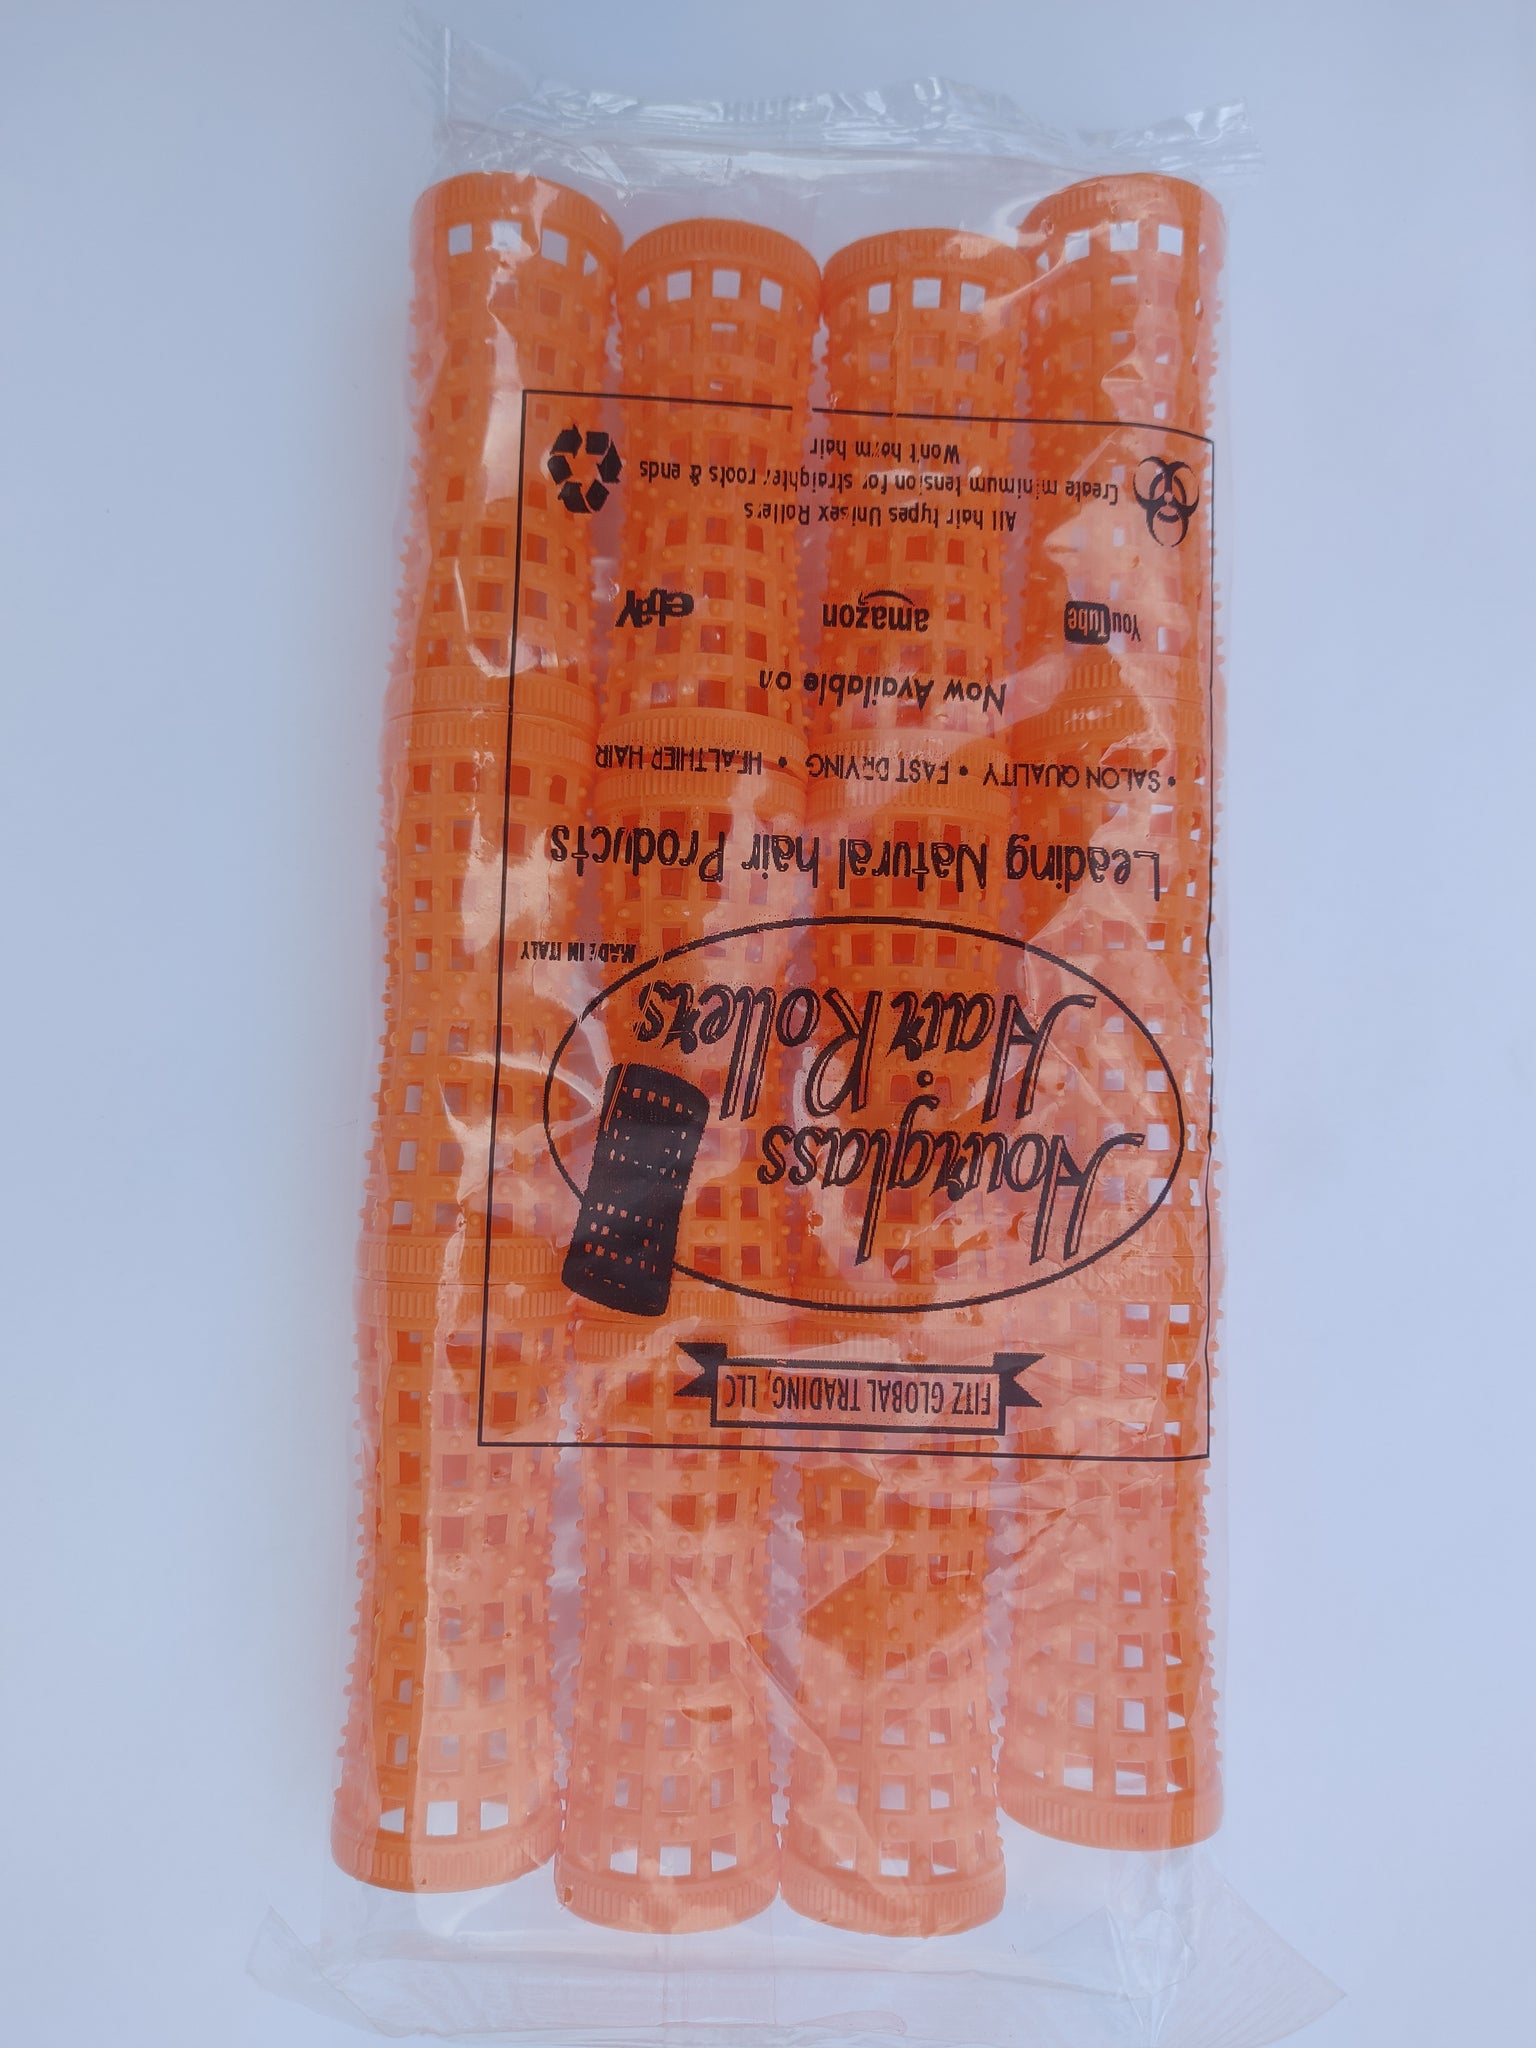 FITZ GLOBAL TRADING, LLC
Hourglass
Hair Rollers
MADE IN ITALY
Leading Natural hair Products
• SALON QUALITY • FAST DRYING • HEALTHIER HAIR
Now Available on
YouTube amazon ebay
All hair types Unisex Rollers
Create minimum tension for straighter roots & ends
Won't harm hair